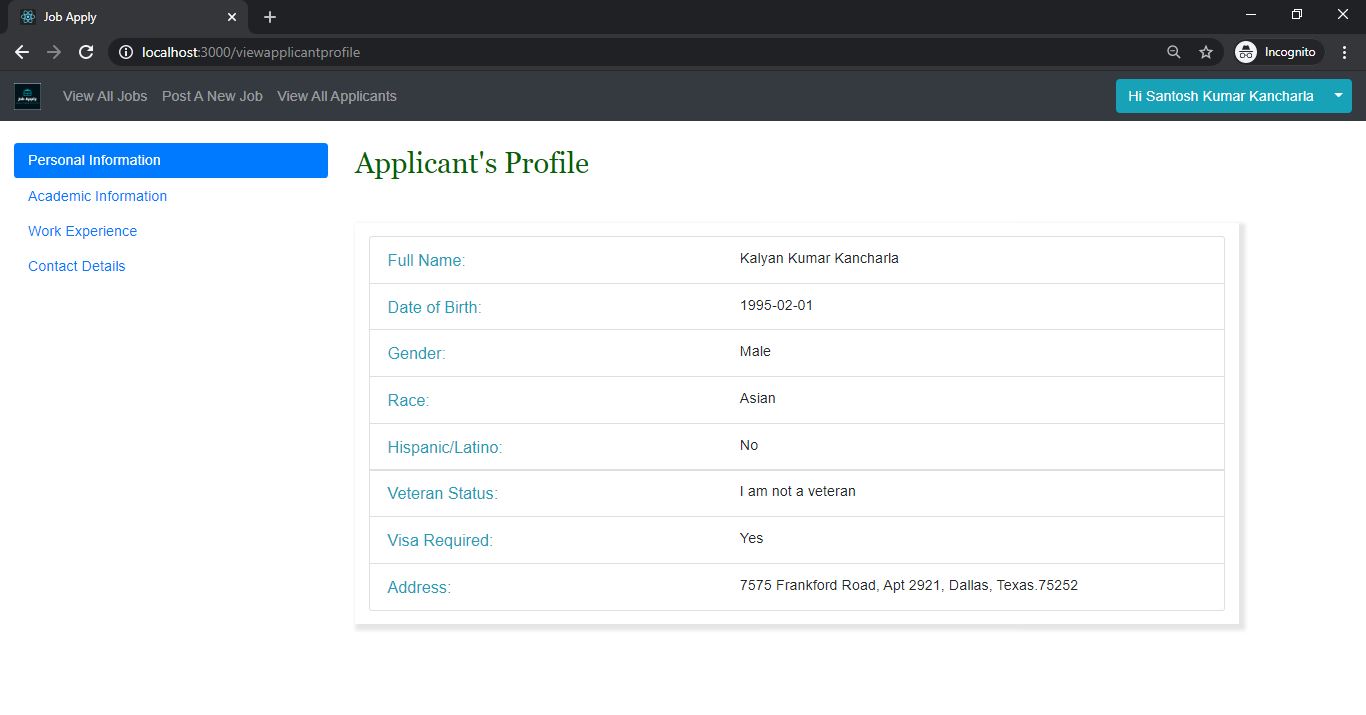 Job Apply
localhost:3000/viewapplicantprofile
Incognito
Job Apply
View All Jobs Post A New Job View All Applicants
Hi Santosh Kumar Kancharla
Personal Information
Academic Information
Work Experience
Contact Details
Applicant's Profile
Full Name: Kalyan Kumar Kancharla
Date of Birth: 1995-02-01
Gender: Male
Race: Asian
Hispanic/Latino: No
Veteran Status: I am not a veteran
Visa Required: Yes
Address: 7575 Frankford Road, Apt 2921, Dallas, Texas.75252